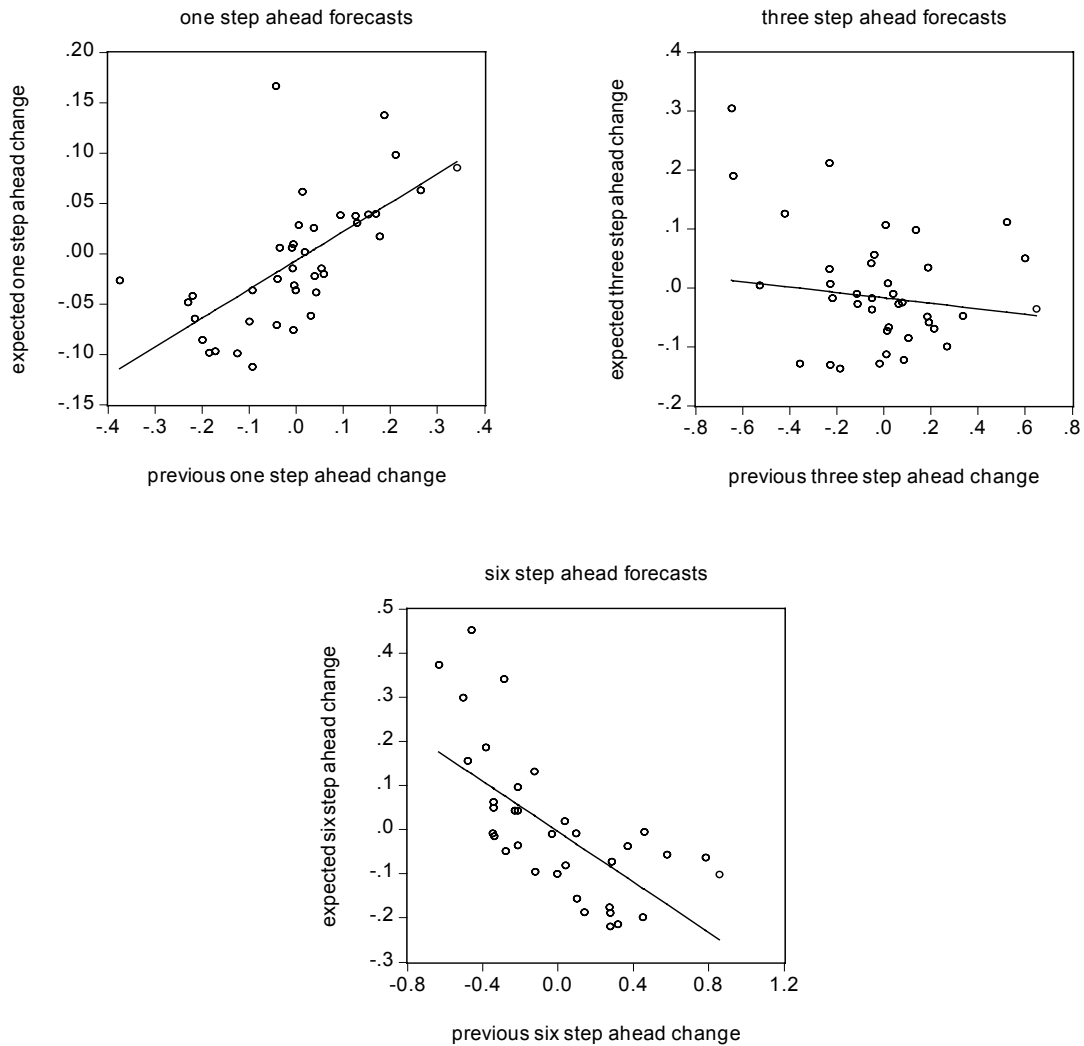 one step ahead forecasts
expected one step ahead change
.20
.15
.10
.05
.00
-.05
-.10
-.15
-.4 -.3 -.2 -.1 .0 .1 .2 .3 .4
previous one step ahead change
three step ahead forecasts
expected three step ahead change
.4
.3
.2
.1
.0
-.1
-.2
-.8 -.6 -.4 -.2 .0 .2 .4 .6 .8
previous three step ahead change
six step ahead forecasts
expected six step ahead change
.5
.4
.3
.2
.1
.0
-.1
-.2
-.3
-0.8 -0.4 0.0 0.4 0.8 1.2
previous six step ahead change